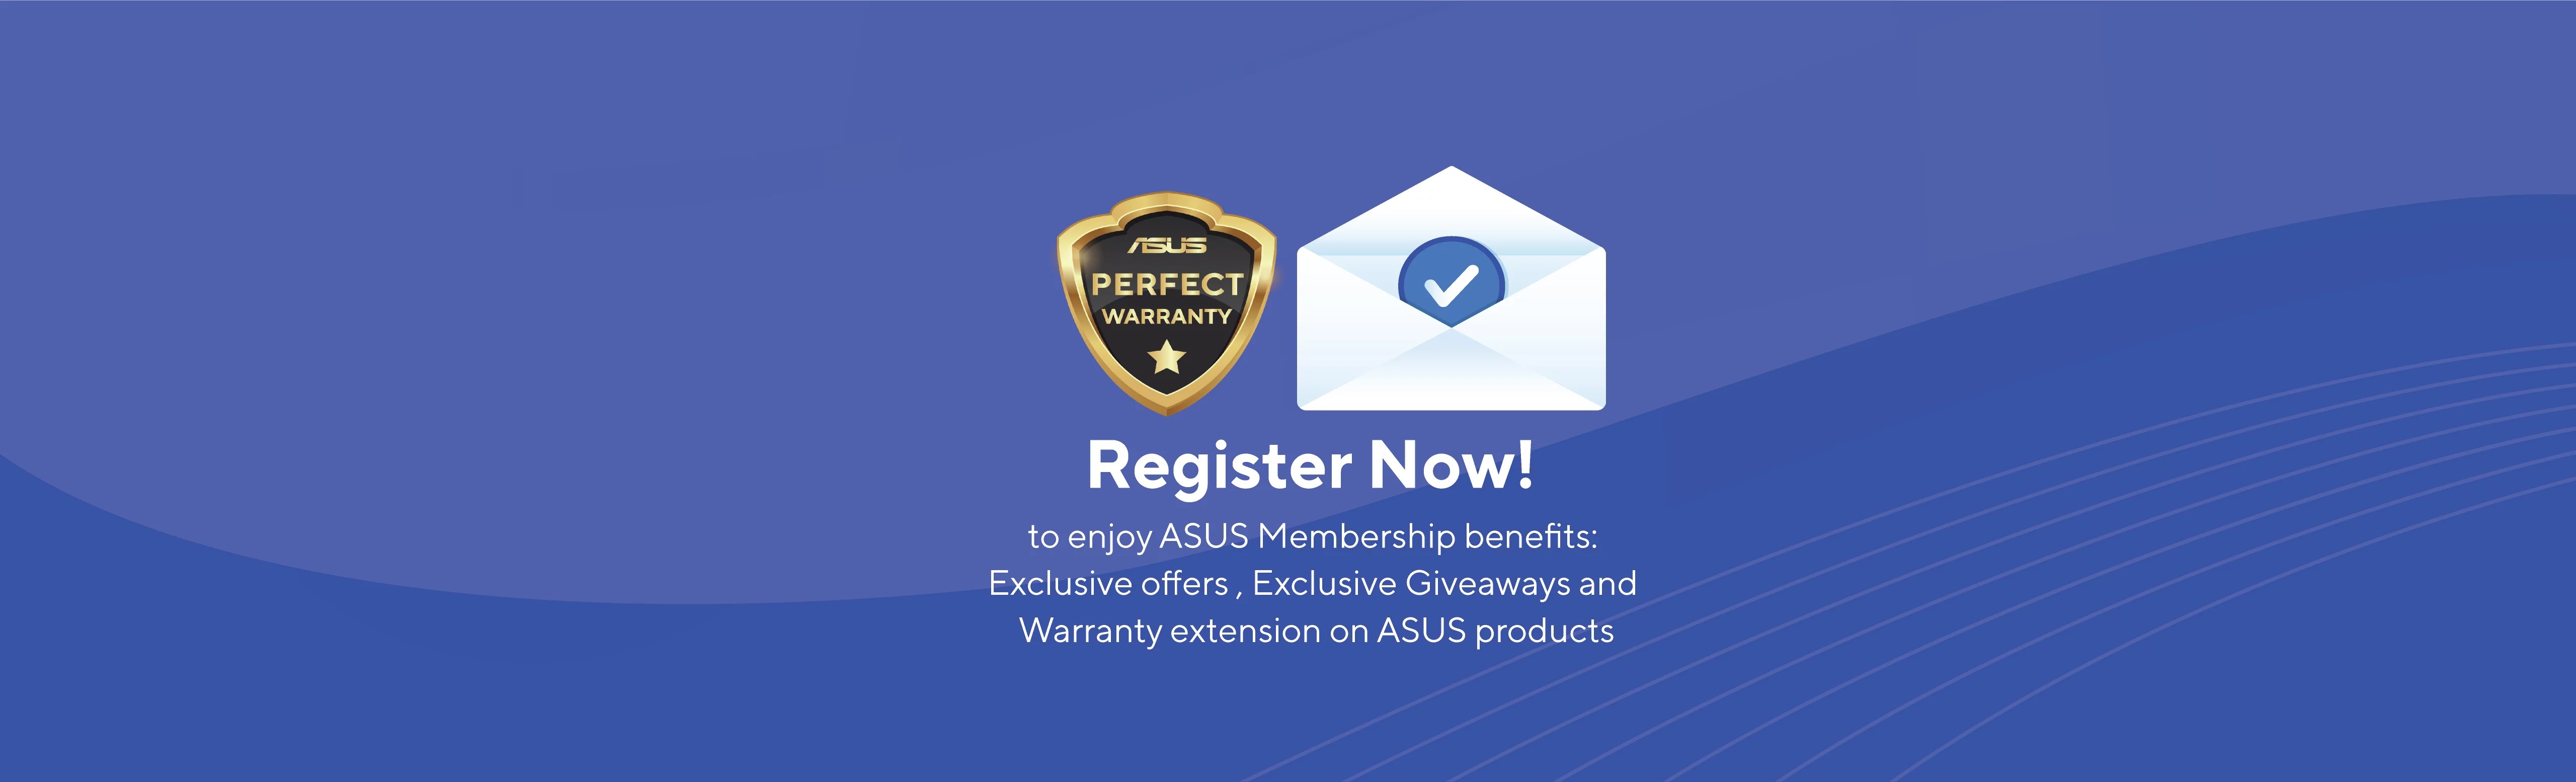 ASUS
PERFECT
WARRANTY
Register Now!
to enjoy ASUS Membership benefits:
Exclusive offers , Exclusive Giveaways and
Warranty extension on ASUS products